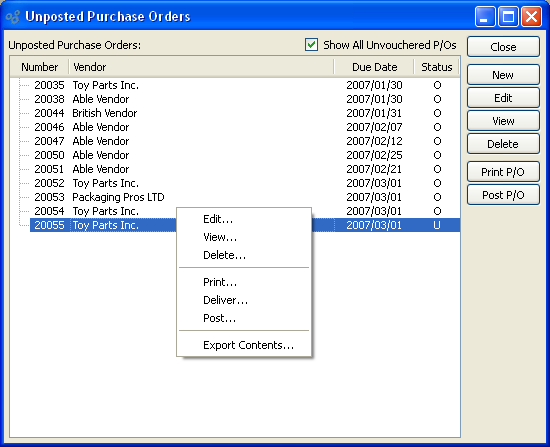 Unposted Purchase Orders
Unposted Purchase Orders: Show All Unvouchered P/Os
Number Vendor Due Date Status
20035 Toy Parts Inc. 2007/01/30 O
20038 Able Vendor 2007/01/30 O
20044 British Vendor 2007/01/31 O
20046 Able Vendor 2007/02/07 O
20047 Able Vendor 2007/02/12 O
20050 Able Vendor 2007/02/25 O
20051 Able Vendor 2007/02/21 O
20052 Toy Parts Inc. 2007/03/01 O
20053 Packaging Pros LTD 2007/03/01 O
20054 Toy Parts Inc. 2007/03/01 O
20055 Toy Parts Inc. 2007/03/01 U
Edit...
View...
Delete...
Print...
Deliver...
Post...
Export Contents...
Close
New
Edit
View
Delete
Print P/O
Post P/O